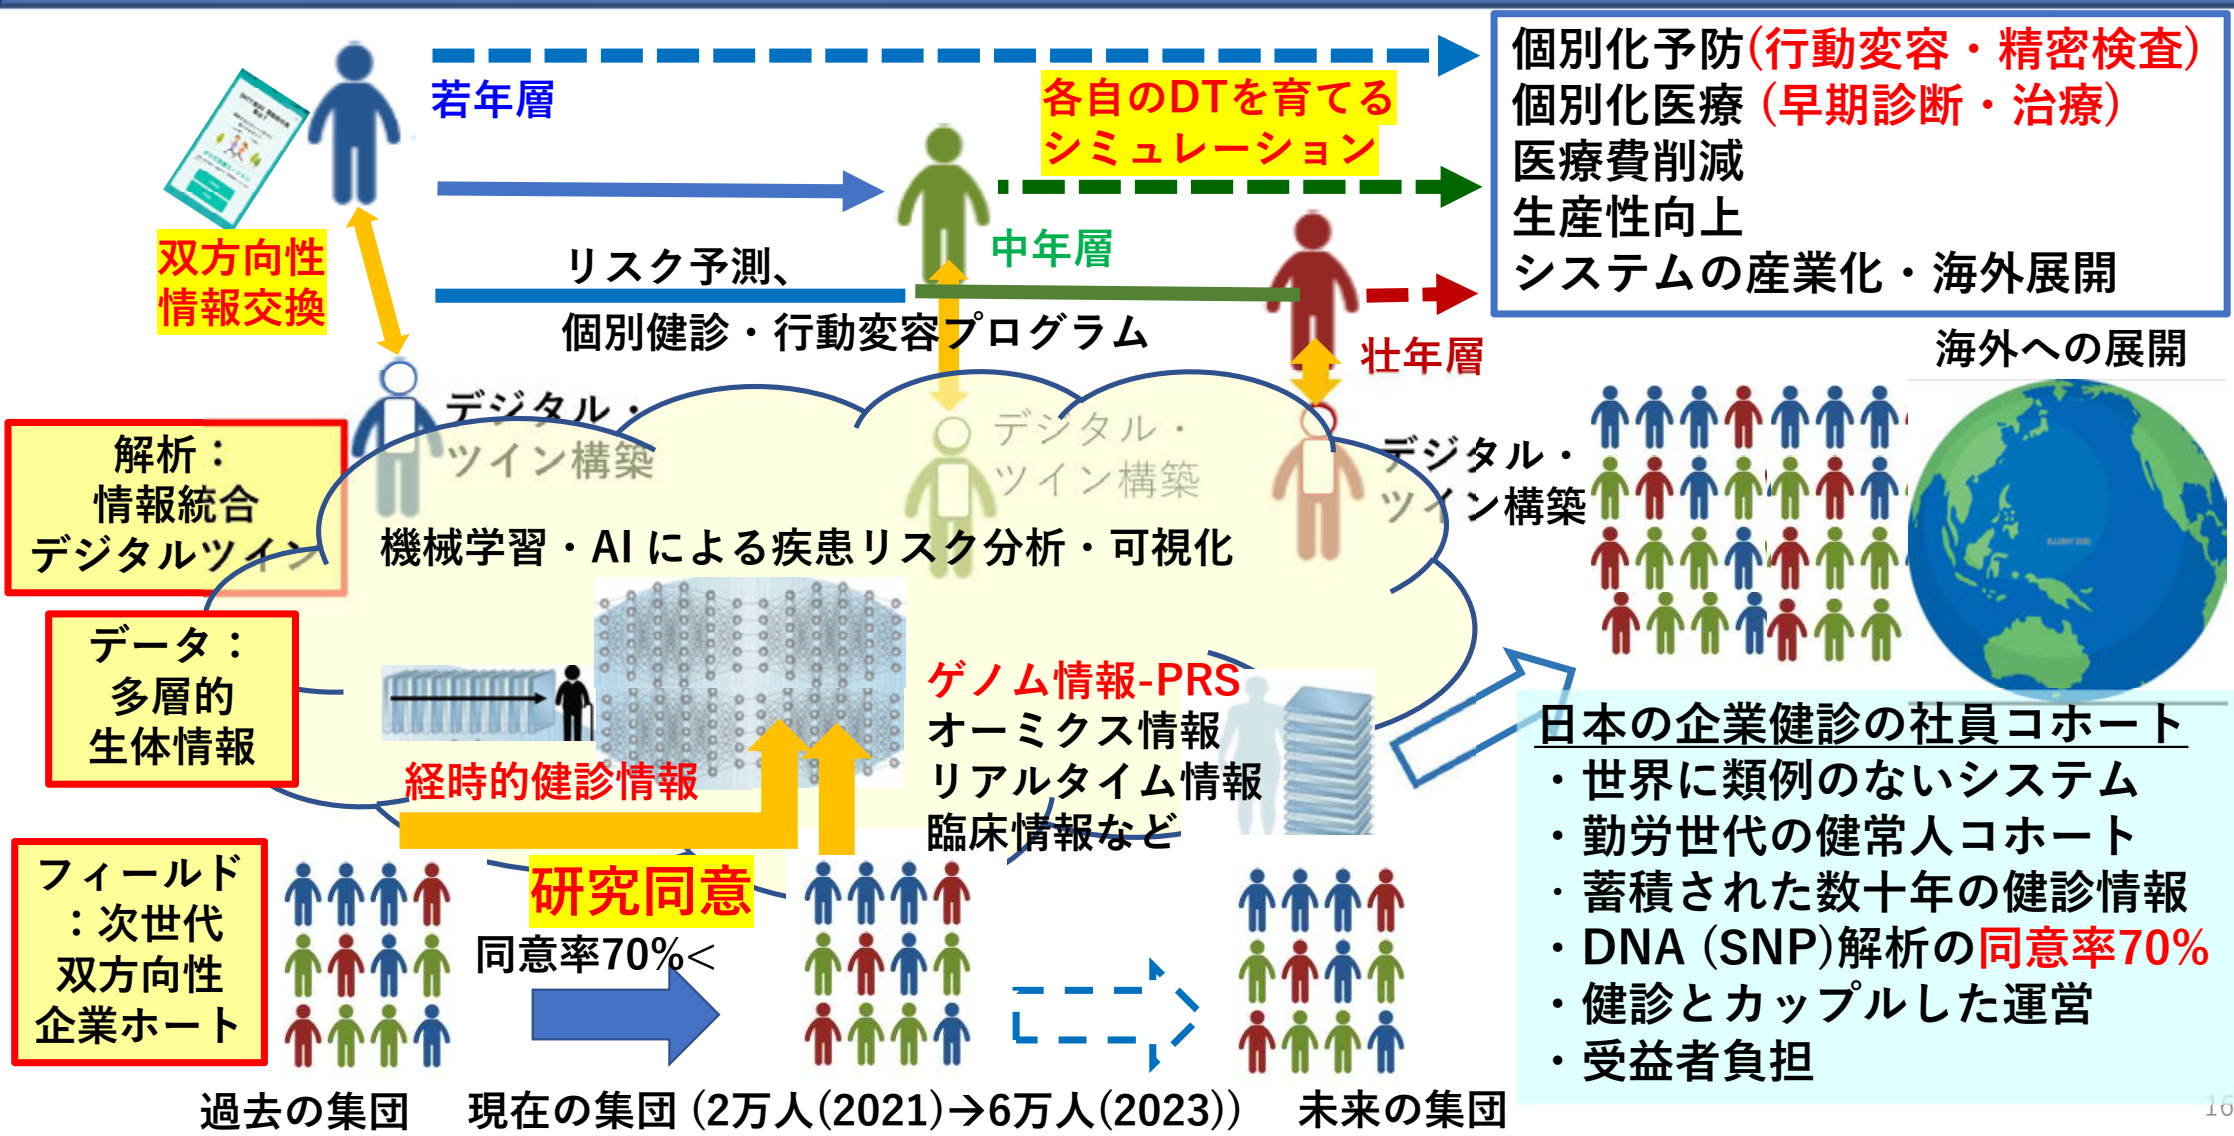 個別化予防(行動変容・精密検査)
個別化医療 (早期診断・治療)
医療費削減
生産性向上
システムの産業化・海外展開
若年層
各自のDTを育てる
シミュレーション
双方向性
情報交換
中年層
リスク予測、
個別健診・行動変容プログラム
壮年層
海外への展開
デジタル・
ツイン構築
デジタル・
ツイン構築
デジタル・
ツイン構築
解析：
情報統合
デジタルツイン
機械学習・AI による疾患リスク分析・可視化
データ：
多層的
生体情報
経時的健診情報
ゲノム情報-PRS
オーミクス情報
リアルタイム情報
臨床情報など
フィールド
：次世代
双方向性
企業ホート
研究同意
同意率70%<
日本の企業健診の社員コホート
・世界に類例のないシステム
・勤労世代の健常人コホート
・蓄積された数十年の健診情報
・DNA (SNP)解析の同意率70%
・健診とカップルした運営
・受益者負担
過去の集団
現在の集団 (2万人(2021)→6万人(2023))
未来の集団
16